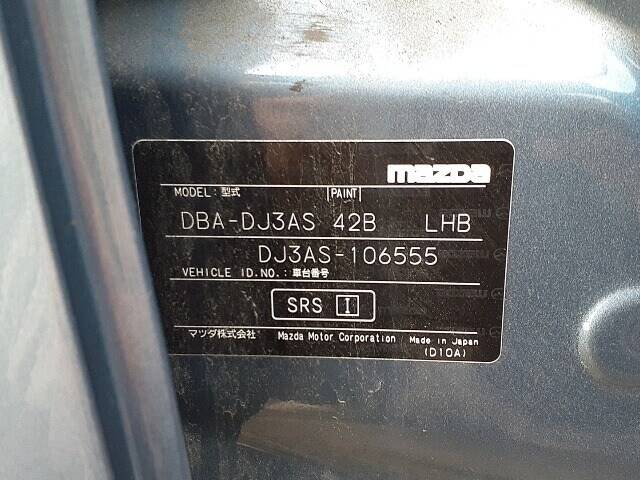 mazda
MODEL: 型式 PAINT
DBA-DJ3AS 42B LHB
DJ3AS-106555
VEHICLE ID.NO.: 車台番号
SRS I
マツダ株式会社 Mazda Motor Corporation Made in Japan
(D10A)